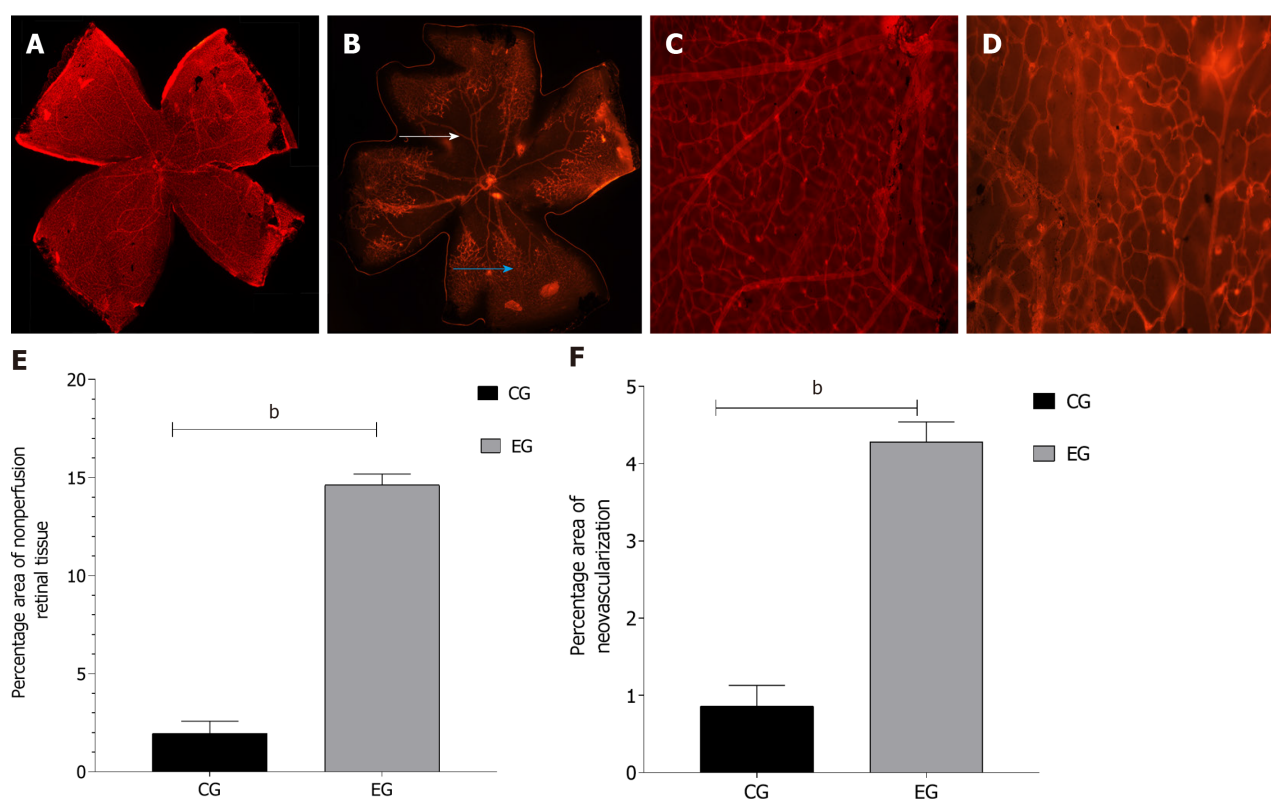 A
B
C
D
E
20
15
10
5
0
Percentage area of nonperfusion
retinal tissue
b
CG
EG
CG
EG
F
5
4
3
2
1
0
Percentage area of
neovascularization
b
CG
EG
CG
EG